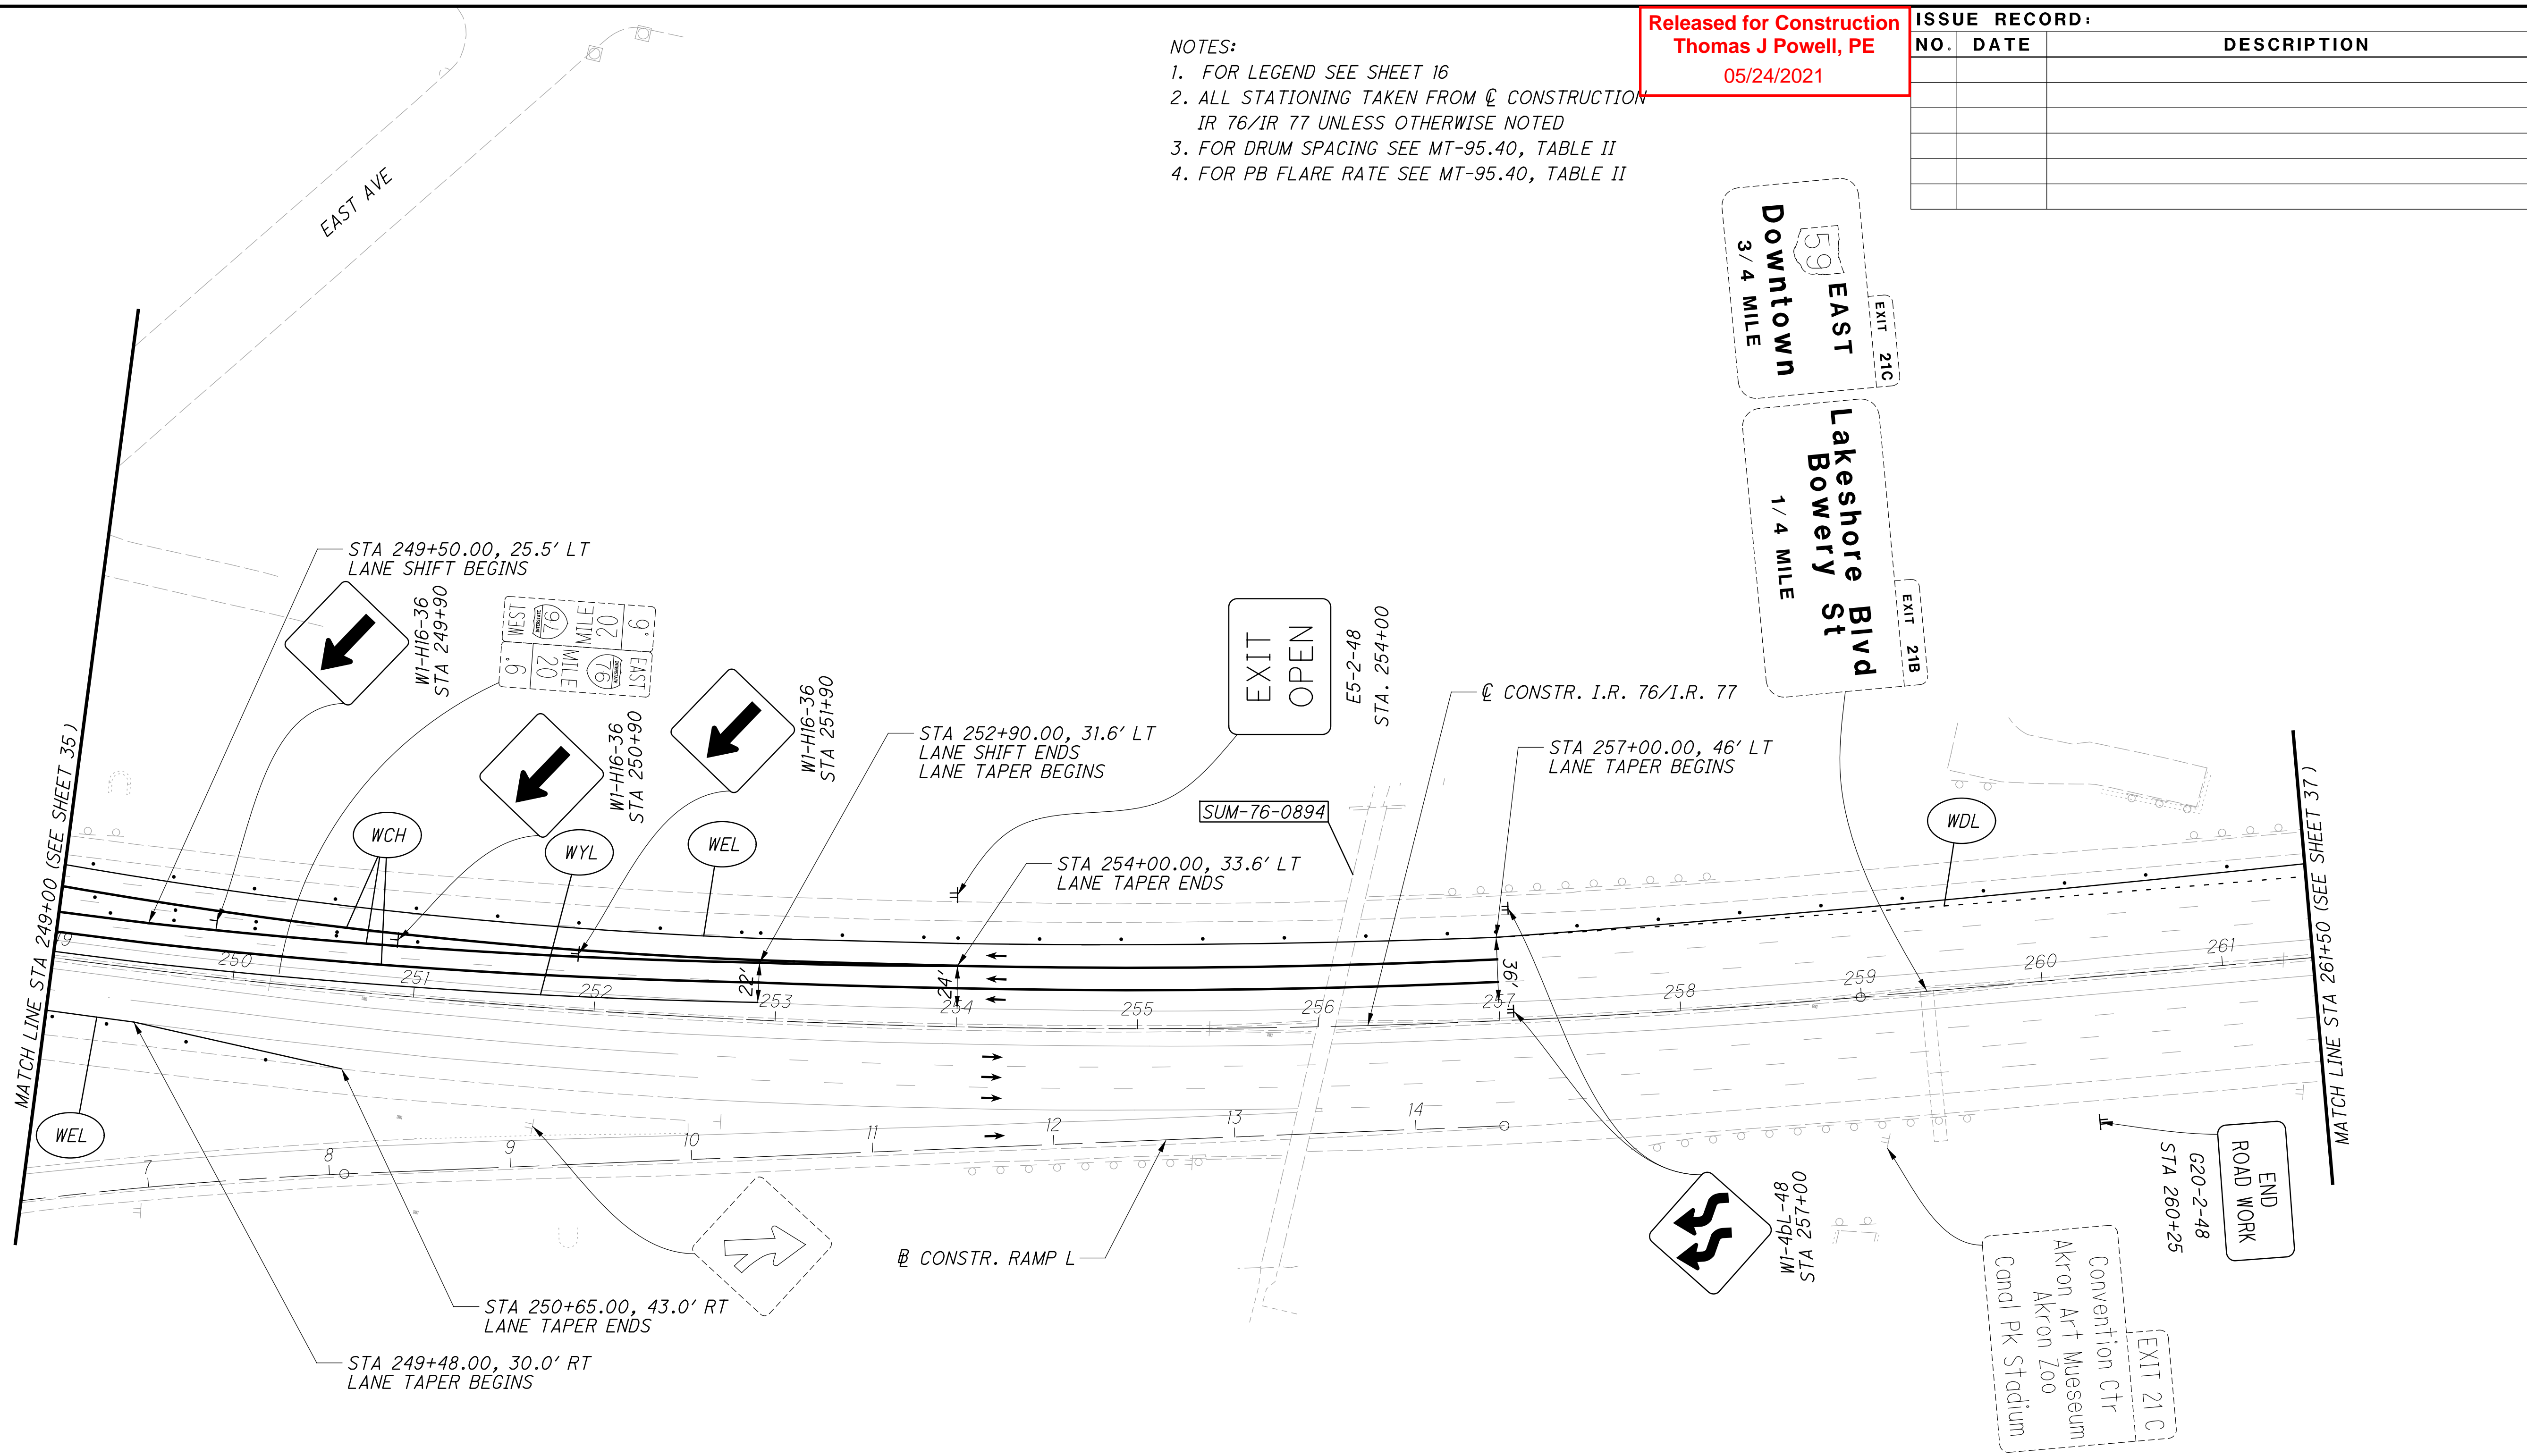 NOTES:
1. FOR LEGEND SEE SHEET 16
2. ALL STATIONING TAKEN FROM ℄ CONSTRUCTION
IR 76/IR 77 UNLESS OTHERWISE NOTED
3. FOR DRUM SPACING SEE MT-95.40, TABLE II
4. FOR PB FLARE RATE SEE MT-95.40, TABLE II
Released for Construction
Thomas J Powell, PE
05/24/2021
ISSUE RECORD:
NO. DATE DESCRIPTION
EAST AVE
EXIT 21C
59 EAST
Downtown
3/4 MILE
EXIT 21B
Lakeshore Blvd
Bowery St
1/4 MILE
STA 249+50.00, 25.5' LT
LANE SHIFT BEGINS
W1-H16-36
STA 249+90
WEST
INTERSTATE
76
MILE
20
.6
EAST
INTERSTATE
76
MILE
20
.6
W1-H16-36
STA 250+90
W1-H16-36
STA 251+90
STA 252+90.00, 31.6' LT
LANE SHIFT ENDS
LANE TAPER BEGINS
EXIT
OPEN
E5-2-48
STA. 254+00
℄ CONSTR. I.R. 76/I.R. 77
STA 257+00.00, 46' LT
LANE TAPER BEGINS
SUM-76-0894
STA 254+00.00, 33.6' LT
LANE TAPER ENDS
WCH
WYL
WEL
WDL
MATCH LINE STA 249+00 (SEE SHEET 35 )
MATCH LINE STA 261+50 (SEE SHEET 37 )
49
250
251
252
253
254
255
256
257
258
259
260
261
22'
24'
36'
WEL
7
8
9
10
11
12
13
14
B̲L CONSTR. RAMP L
STA 250+65.00, 43.0' RT
LANE TAPER ENDS
STA 249+48.00, 30.0' RT
LANE TAPER BEGINS
W1-4bL-48
STA 257+00
END
ROAD WORK
G20-2-48
STA 260+25
EXIT 21 C
Convention Ctr
Akron Art Mueseum
Akron Zoo
Canal Pk Stadium